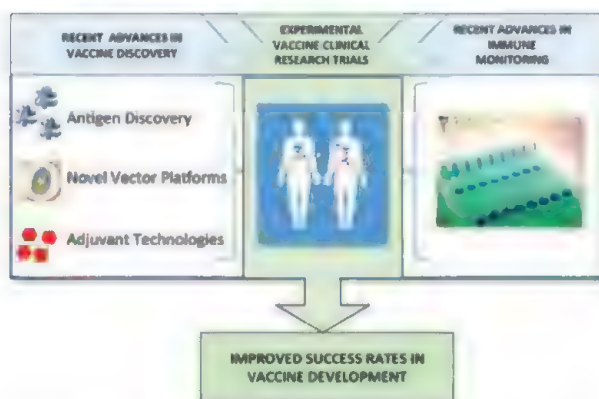 RECENT ADVANCES IN
VACCINE DISCOVERY
EXPERIMENTAL
VACCINE CLINICAL
RESEARCH TRIALS
RECENT ADVANCES IN
IMMUNE
MONITORING
Antigen Discovery
Novel Vector Platforms
Adjuvant Technologies
IMPROVED SUCCESS RATES IN
VACCINE DEVELOPMENT